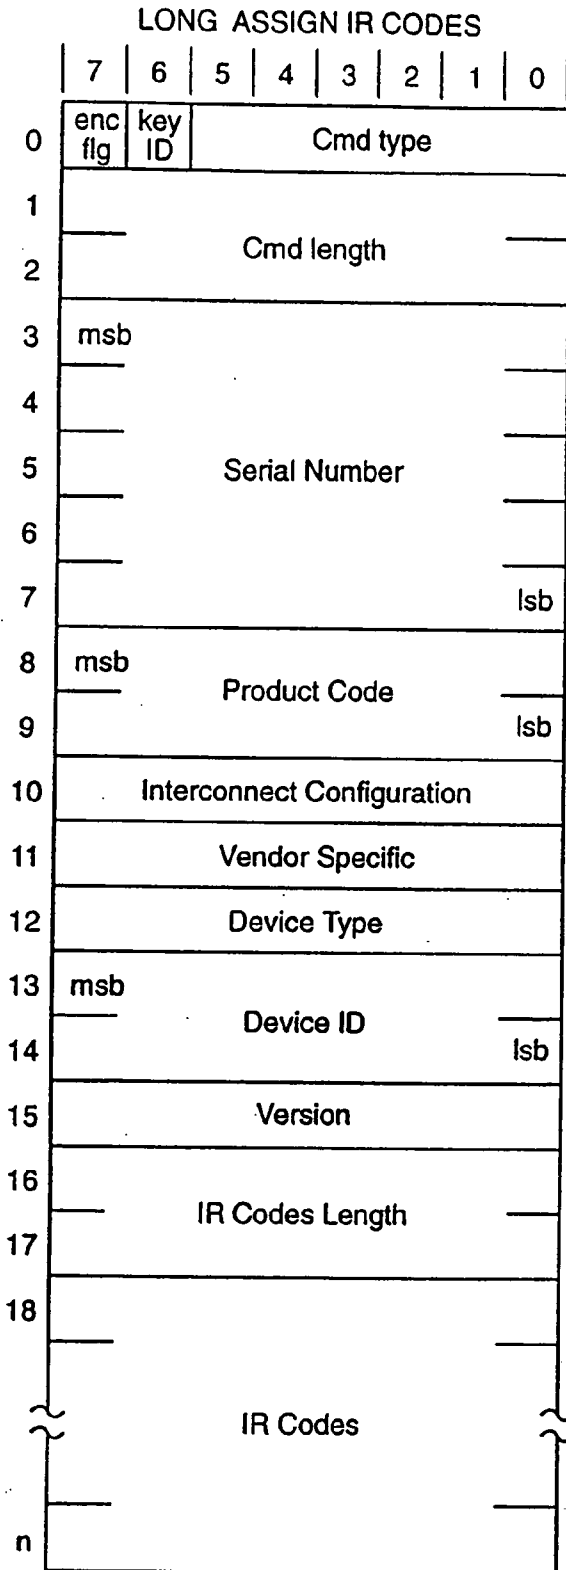 LONG ASSIGN IR CODES
7 6 5 4 3 2 1 0
0 enc flg key ID Cmd type
1
Cmd length
2
3 msb
4
5 Serial Number
6
7 lsb
8 msb
Product Code
9 lsb
10 Interconnect Configuration
11 Vendor Specific
12 Device Type
13 msb
Device ID
14 lsb
15 Version
16
IR Codes Length
17
18
IR Codes
n